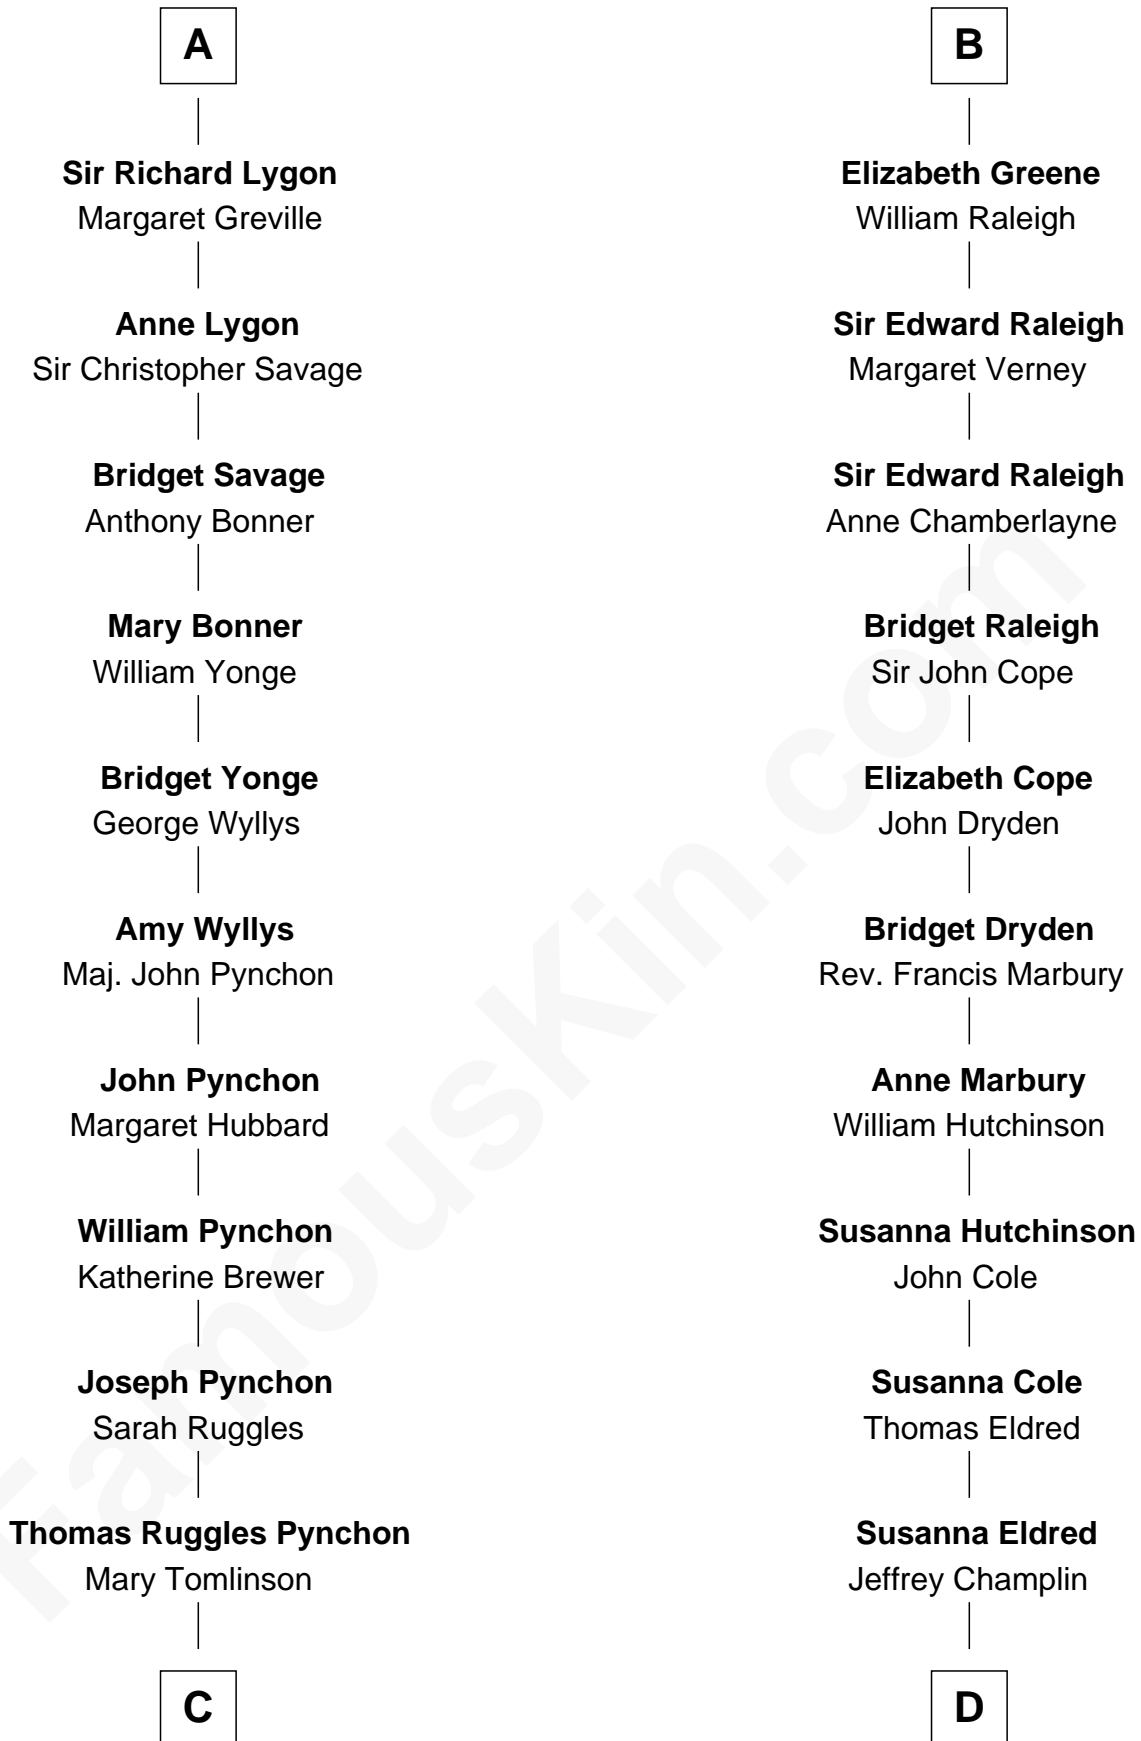 A
Sir Richard Lygon
Margaret Greville
Anne Lygon
Sir Christopher Savage
Bridget Savage
Anthony Bonner
Mary Bonner
William Yonge
Bridget Yonge
George Wyllys
Amy Wyllys
Maj. John Pynchon
John Pynchon
Margaret Hubbard
William Pynchon
Katherine Brewer
Joseph Pynchon
Sarah Ruggles
Thomas Ruggles Pynchon
Mary Tomlinson
C
B
Elizabeth Greene
William Raleigh
Sir Edward Raleigh
Margaret Verney
Sir Edward Raleigh
Anne Chamberlayne
Bridget Raleigh
Sir John Cope
Elizabeth Cope
John Dryden
Bridget Dryden
Rev. Francis Marbury
Anne Marbury
William Hutchinson
Susanna Hutchinson
John Cole
Susanna Cole
Thomas Eldred
Susanna Eldred
Jeffrey Champlin
D
FamousKin.com